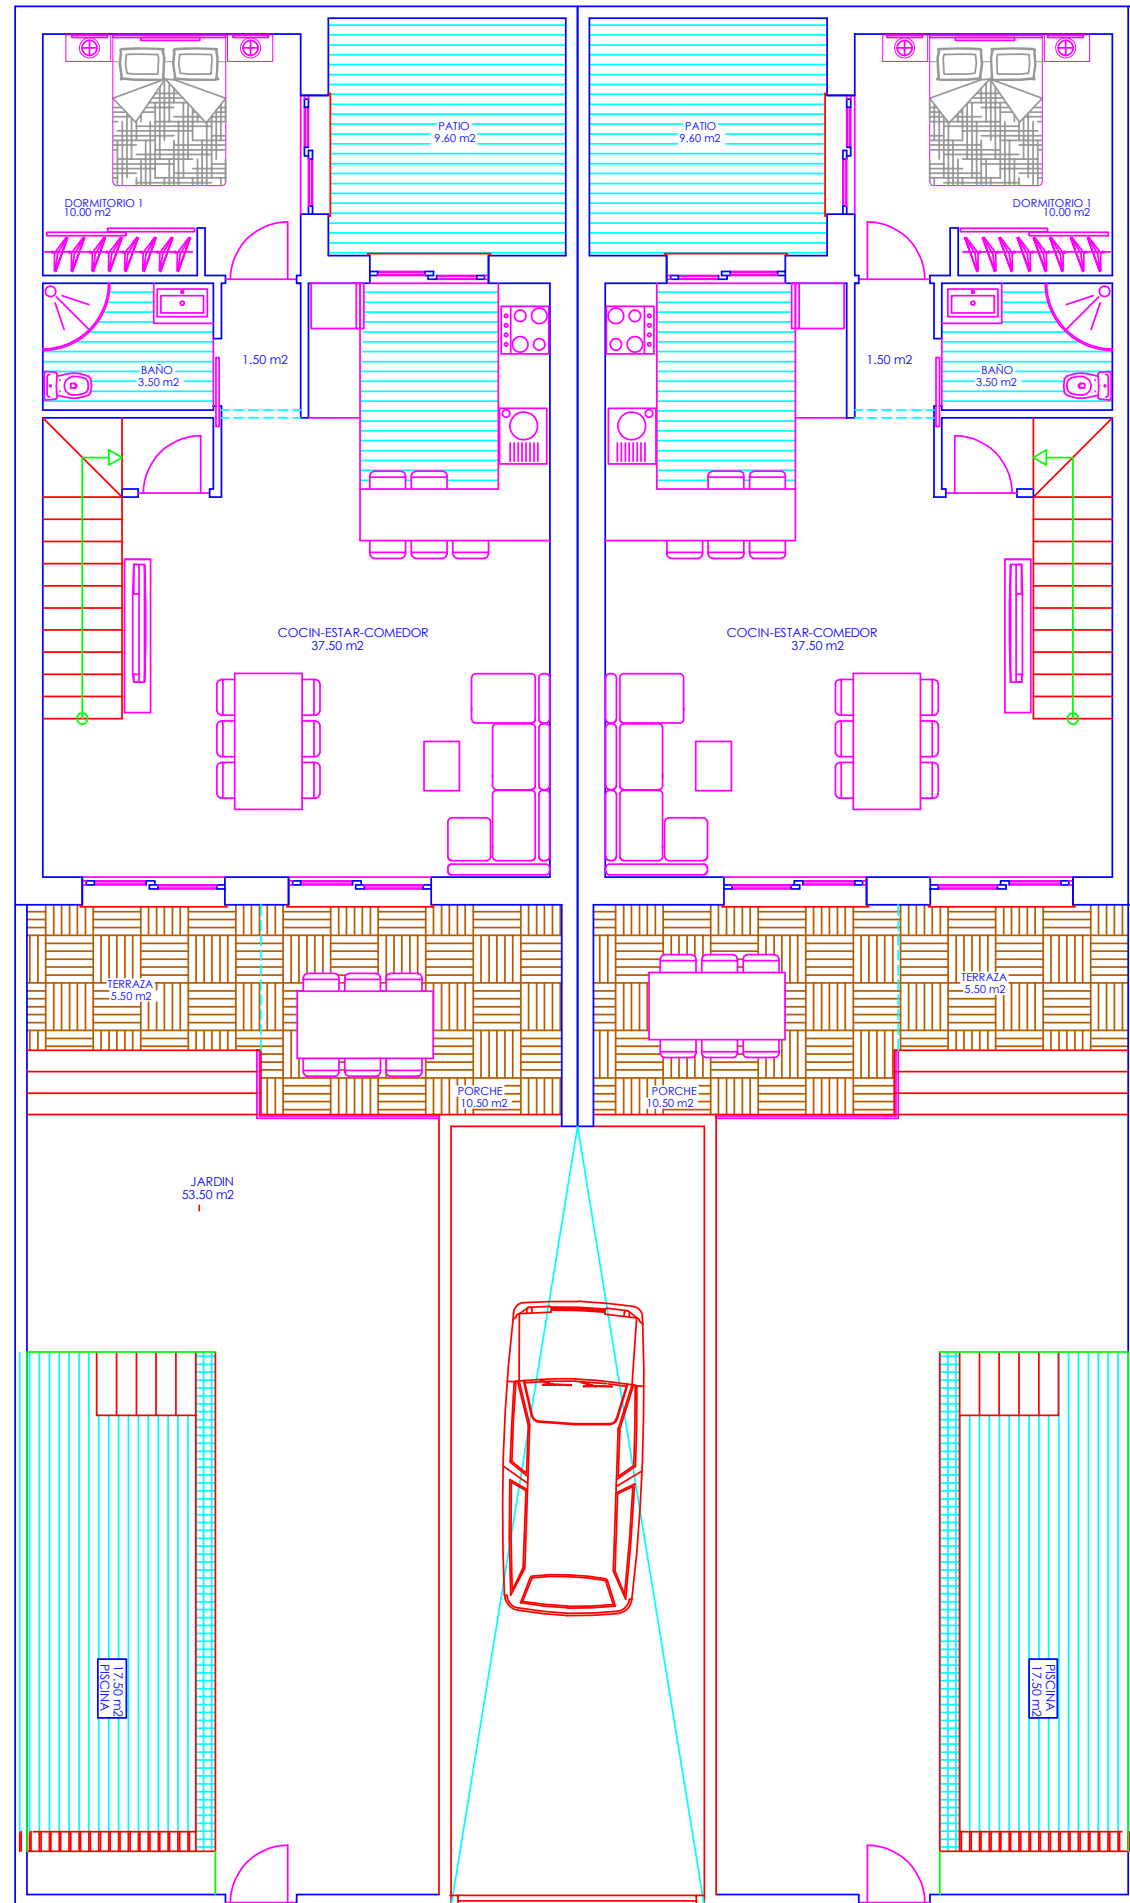 PATIO
9.60 m2
PATIO
9.60 m2
DORMITORIO 1
10.00 m2
DORMITORIO 1
10.00 m2
1.50 m2
1.50 m2
BAÑO
3.50 m2
BAÑO
3.50 m2
COCIN-ESTAR-COMEDOR
37.50 m2
COCIN-ESTAR-COMEDOR
37.50 m2
TERRAZA
5.50 m2
TERRAZA
5.50 m2
PORCHE
10.50 m2
PORCHE
10.50 m2
JARDIN
53.50 m2
17.50 m2
PISCINA
PISCINA
17.50 m2